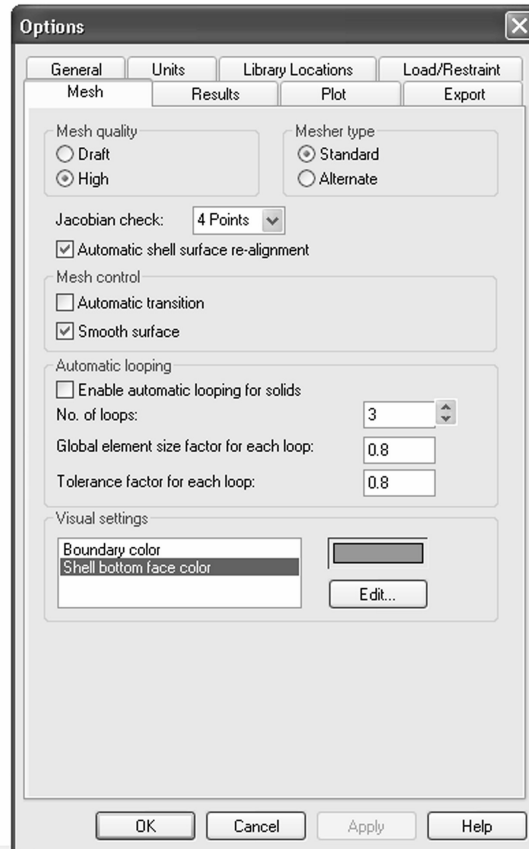 Options
General Units Library Locations Load/Restraint
Mesh Results Plot Export
Mesh quality
Draft
High
Mesher type
Standard
Alternate
Jacobian check: 4 Points
Automatic shell surface re-alignment
Mesh control
Automatic transition
Smooth surface
Automatic looping
Enable automatic looping for solids
No. of loops: 3
Global element size factor for each loop: 0.8
Tolerance factor for each loop: 0.8
Visual settings
Boundary color
Shell bottom face color
Edit...
OK Cancel Apply Help